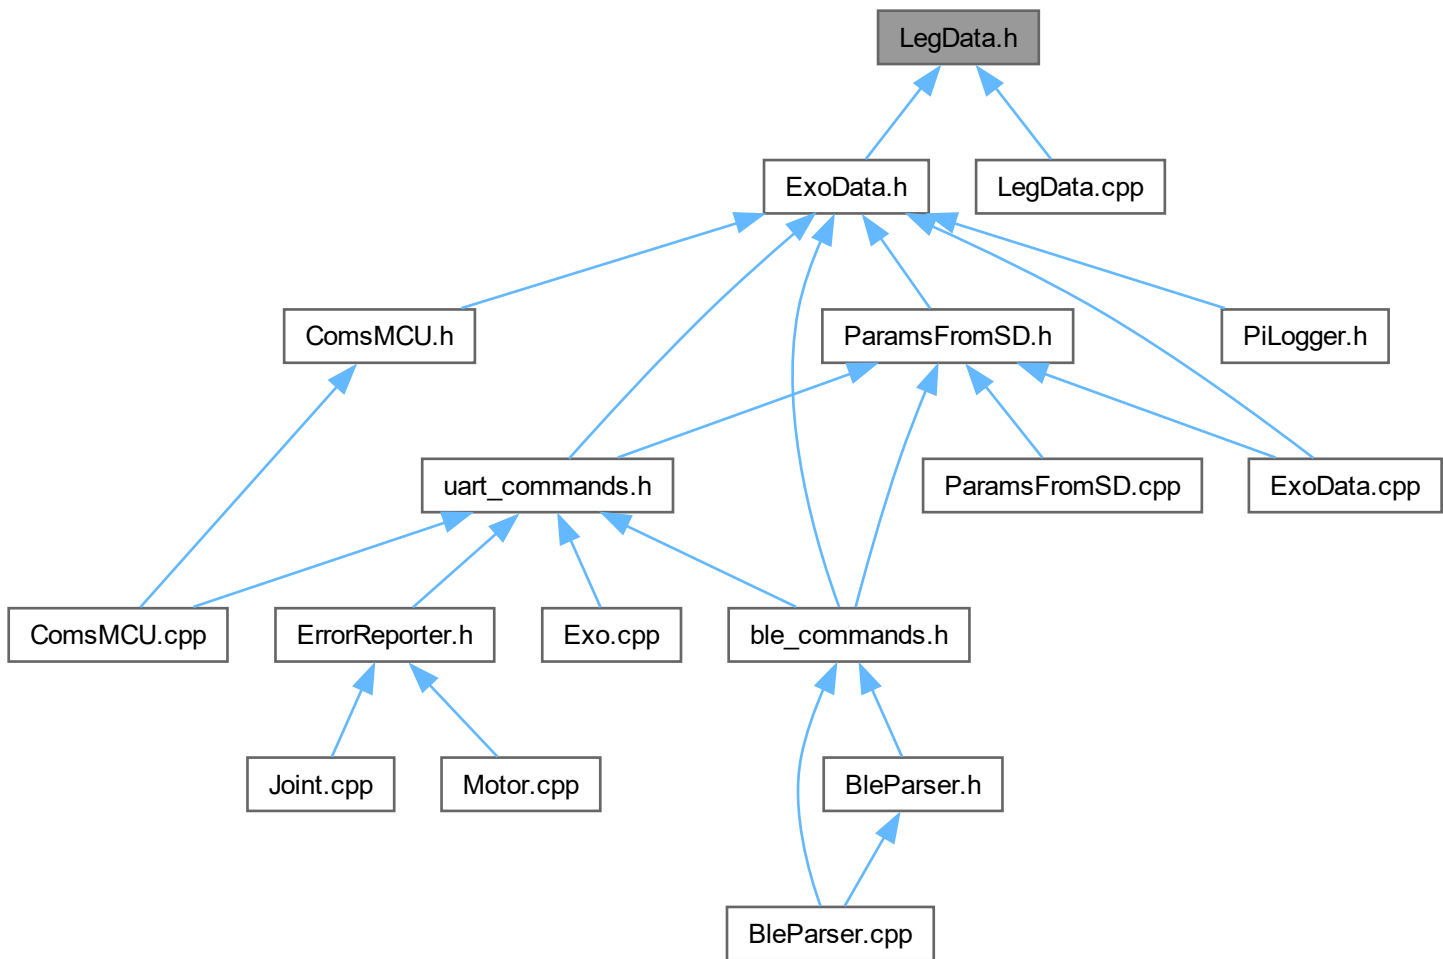 LegData.h
ExoData.h
LegData.cpp
ComsMCU.h
ParamsFromSD.h
PiLogger.h
uart_commands.h
ParamsFromSD.cpp
ExoData.cpp
ComsMCU.cpp
ErrorReporter.h
Exo.cpp
ble_commands.h
Joint.cpp
Motor.cpp
BleParser.h
BleParser.cpp